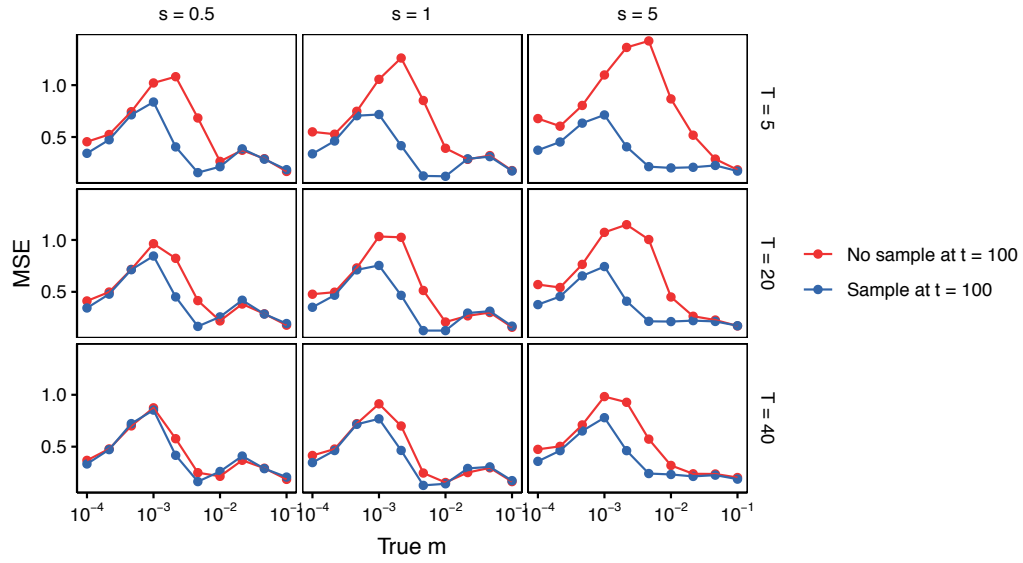 s = 0.5
s = 1
s = 5
1.0
0.5
T = 5
MSE
1.0
0.5
T = 20
No sample at t = 100
Sample at t = 100
1.0
0.5
T = 40
10⁻⁴ 10⁻³ 10⁻² 10⁻¹
10⁻⁴ 10⁻³ 10⁻² 10⁻¹
10⁻⁴ 10⁻³ 10⁻² 10⁻¹
True m